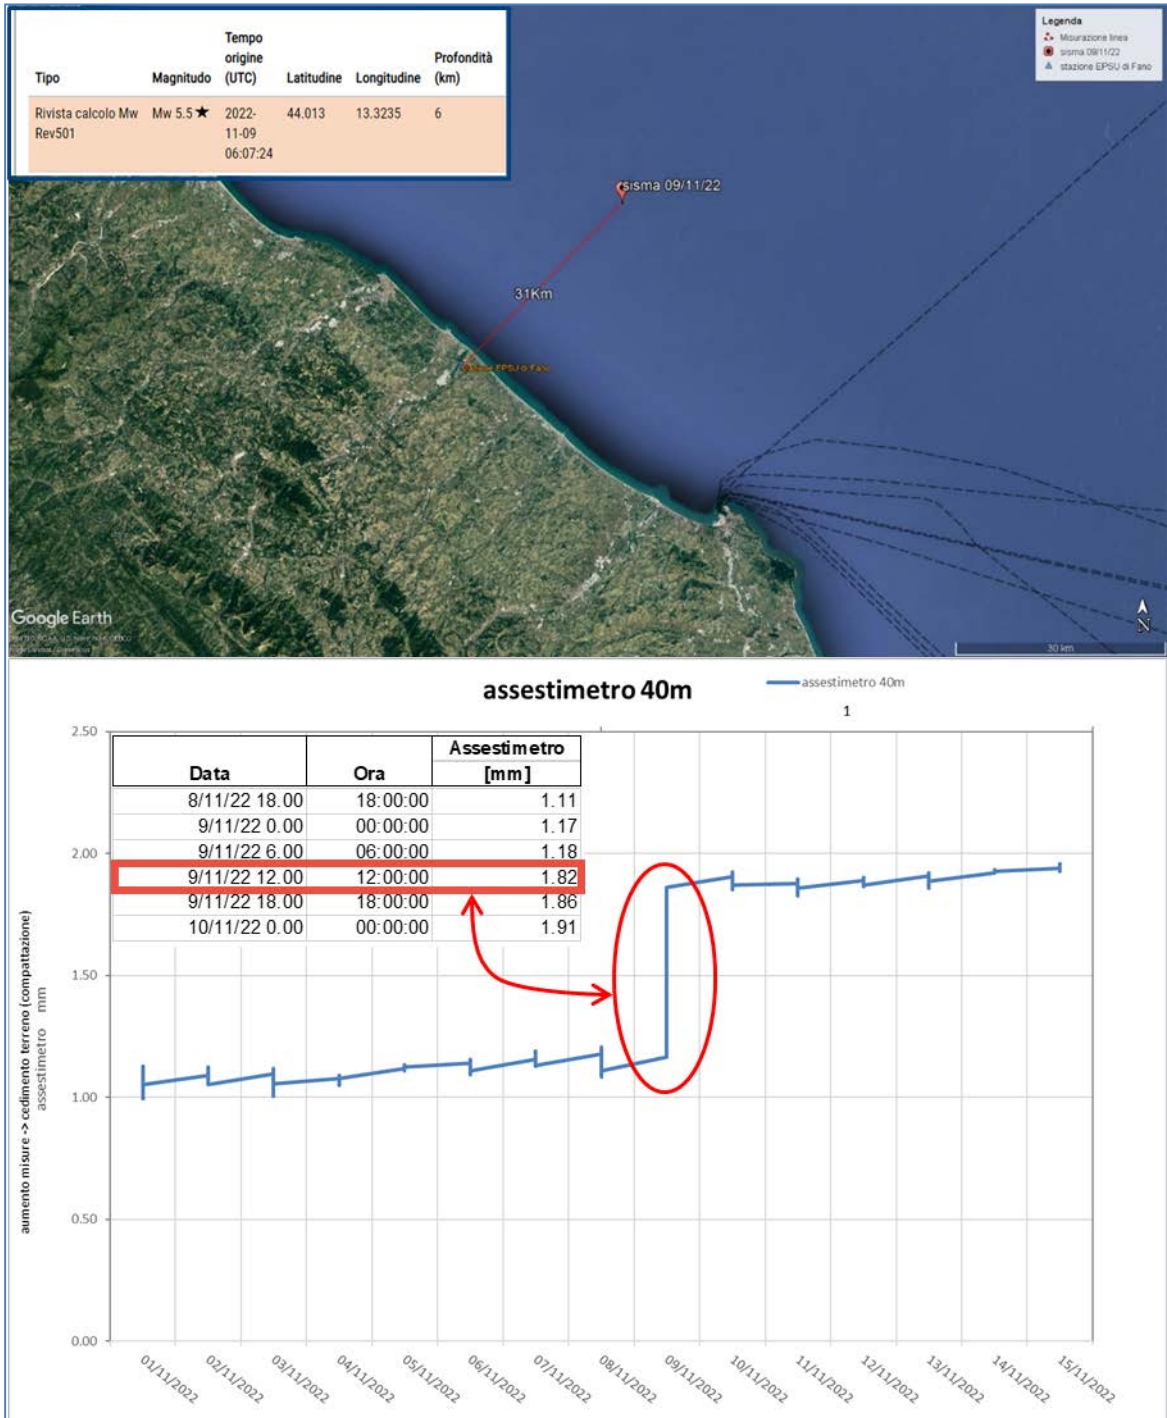 Tipo Magnitudo Tempo origine (UTC) Latitudine Longitudine Profondità (km)
Rivista calcolo Mw Rev501 Mw 5.5 ★ 2022-11-09 06:07:24 44.013 13.3235 6
Legenda
Misurazione linea
sisma 09/11/22
stazione EPSU di Fano
sisma 09/11/22
31Km
stazione EPSU di Fano
Google Earth
N
30 km
assestimetro 40m
assestimetro 40m
1
Data Ora Assestimetro [mm]
8/11/22 18.00 18:00:00 1.11
9/11/22 0.00 00:00:00 1.17
9/11/22 6.00 06:00:00 1.18
9/11/22 12.00 12:00:00 1.82
9/11/22 18.00 18:00:00 1.86
10/11/22 0.00 00:00:00 1.91
aumento misure -> cedimento terreno (compattazione)
assestimetro mm
2.50
2.00
1.50
1.00
0.50
0.00
01/11/2022
02/11/2022
03/11/2022
04/11/2022
05/11/2022
06/11/2022
07/11/2022
08/11/2022
09/11/2022
10/11/2022
11/11/2022
12/11/2022
13/11/2022
14/11/2022
15/11/2022